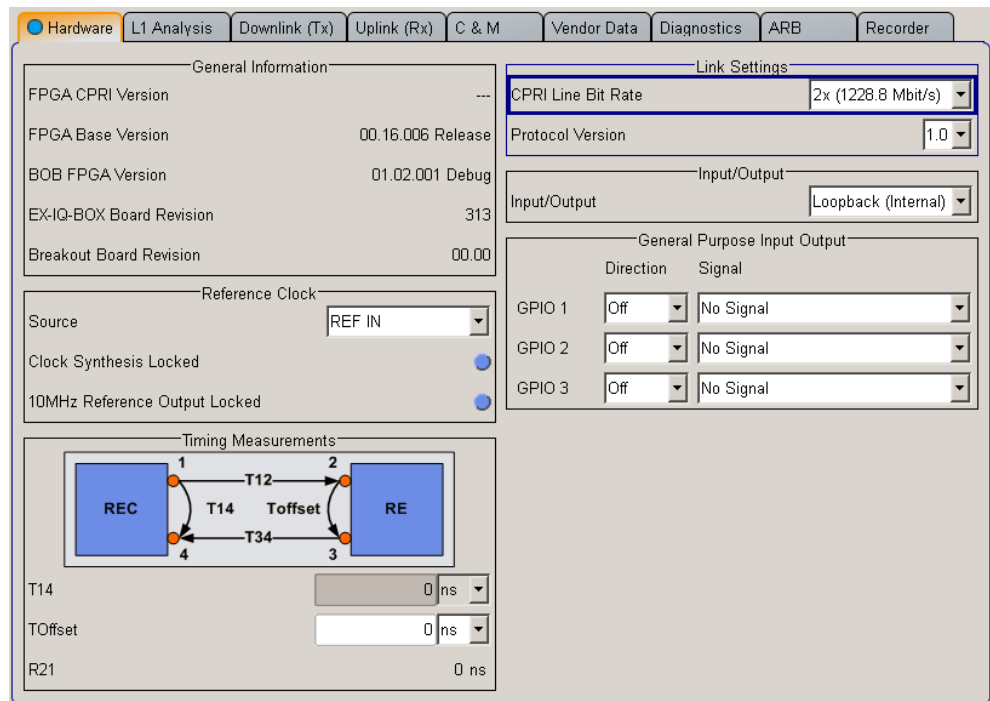 Hardware L1 Analysis Downlink (Tx) Uplink (Rx) C & M Vendor Data Diagnostics ARB Recorder
General Information
FPGA CPRI Version ---
FPGA Base Version 00.16.006 Release
BOB FPGA Version 01.02.001 Debug
EX-IQ-BOX Board Revision 313
Breakout Board Revision 00.00
Reference Clock
Source REF IN
Clock Synthesis Locked
10MHz Reference Output Locked
Timing Measurements
1 2
T12
REC T14 Toffset RE
T34
4 3
T14 0 ns
TOffset 0 ns
R21 0 ns
Link Settings
CPRI Line Bit Rate 2x (1228.8 Mbit/s)
Protocol Version 1.0
Input/Output
Input/Output Loopback (Internal)
General Purpose Input Output
Direction Signal
GPIO 1 Off No Signal
GPIO 2 Off No Signal
GPIO 3 Off No Signal